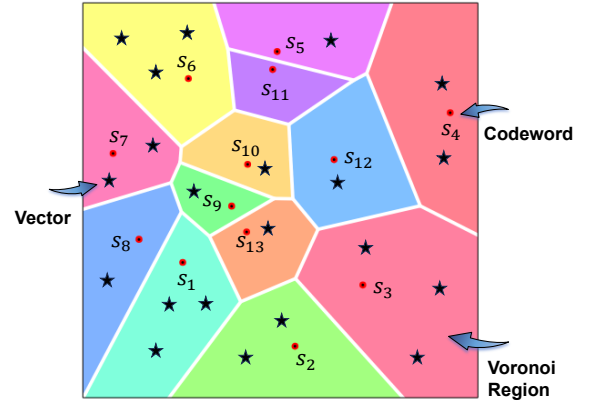 S5
S6
S11
S4
Codeword
S7
S10
S12
Vector
S9
S8
S13
S1
S3
S2
Voronoi
Region